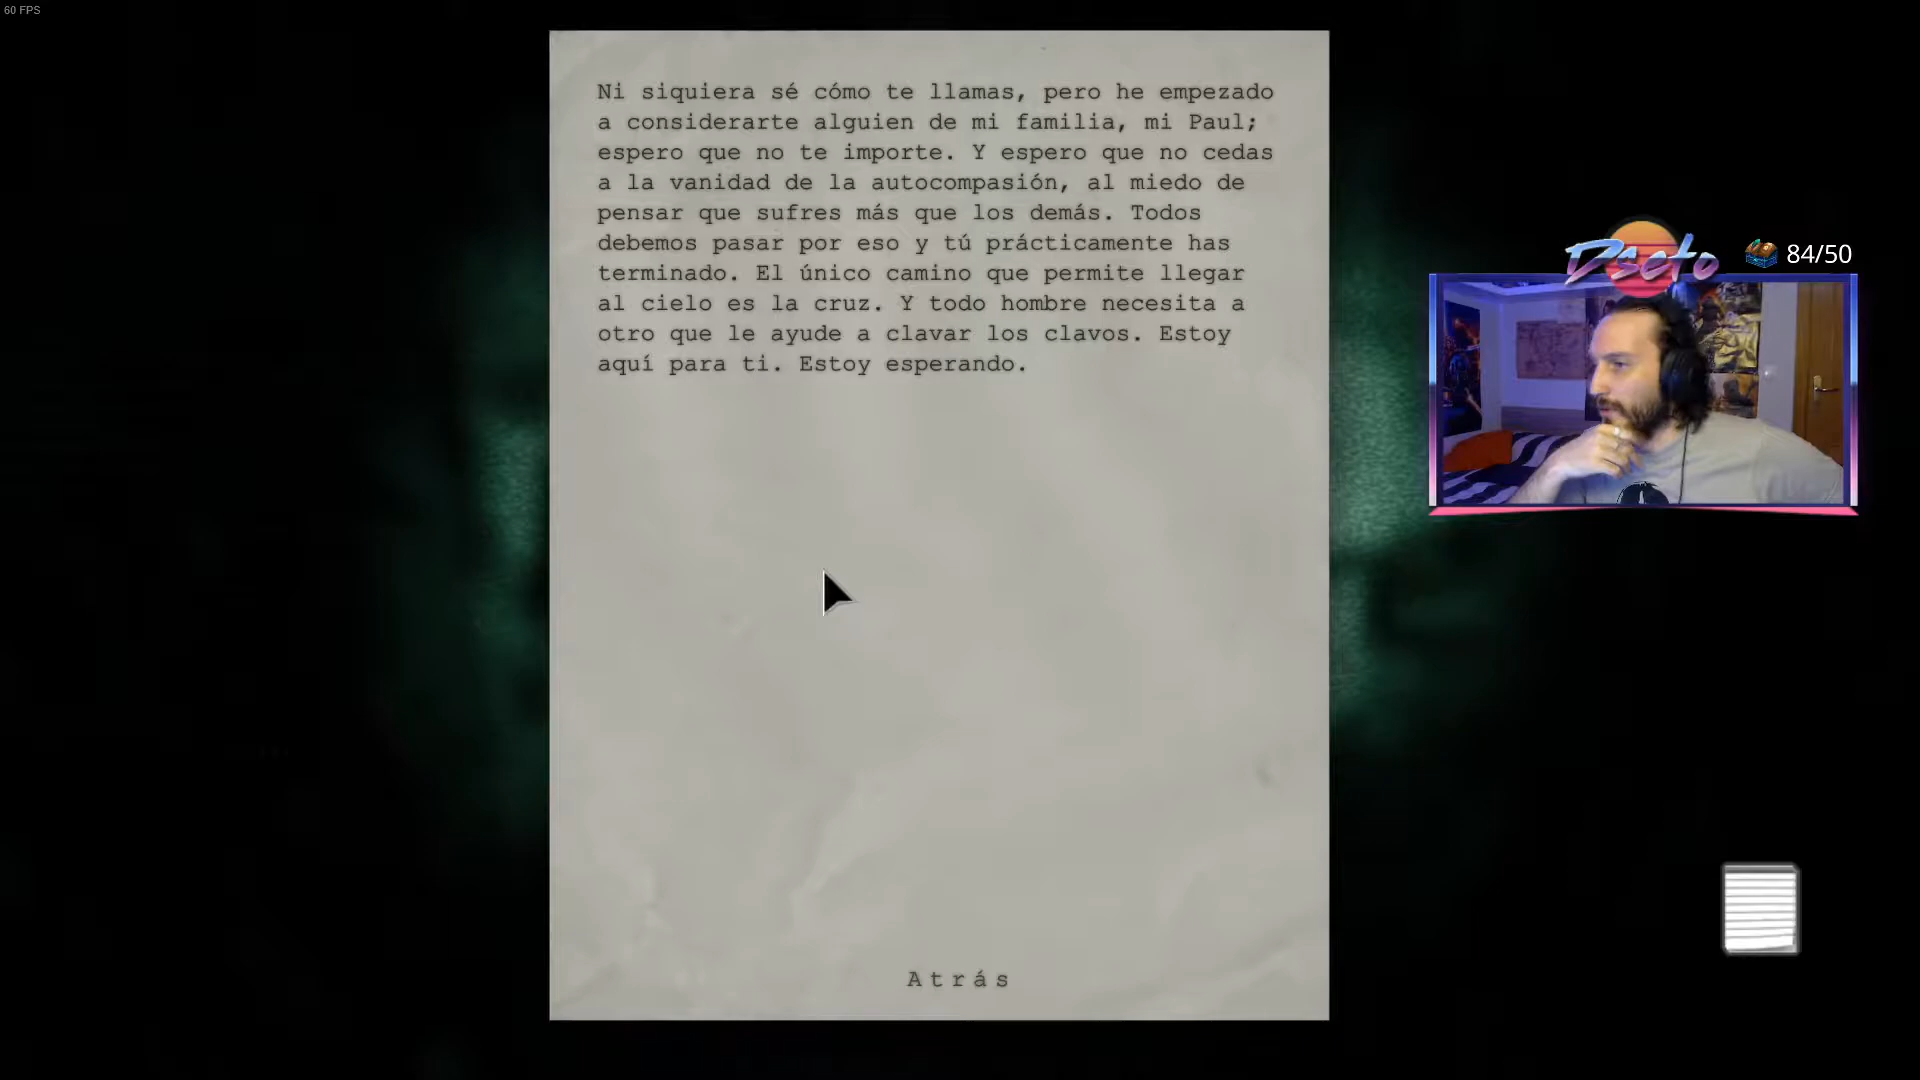 60 FPS
Ni siquiera sé cómo te llamas, pero he empezado
a considerarte alguien de mi familia, mi Paul;
espero que no te importe. Y espero que no cedas
a la vanidad de la autocompasión, al miedo de
pensar que sufres más que los demás. Todos
debemos pasar por eso y tú prácticamente has
terminado. El único camino que permite llegar
al cielo es la cruz. Y todo hombre necesita a
otro que le ayude a clavar los clavos. Estoy
aquí para ti. Estoy esperando.
Dseto
84/50
Atrás